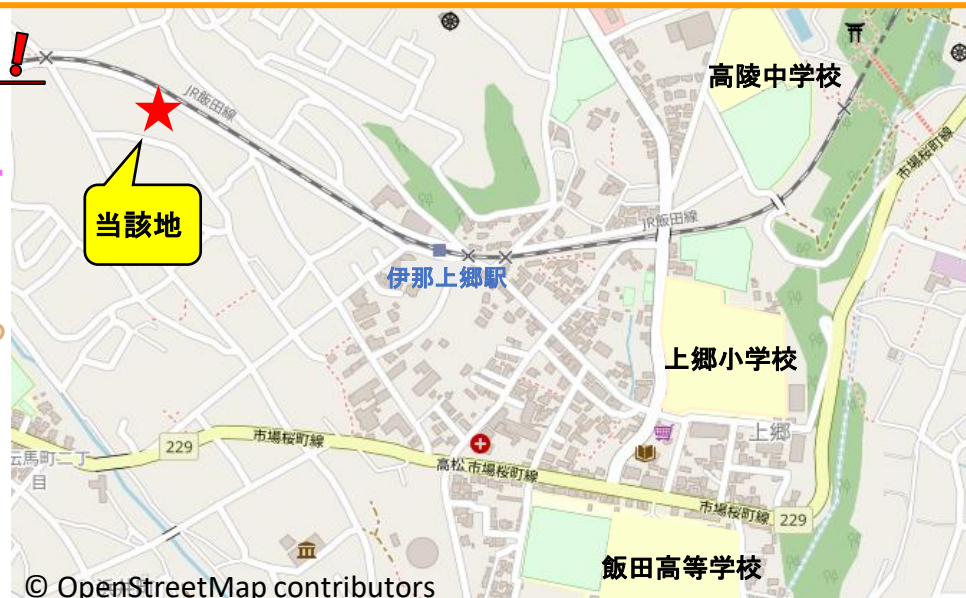 !
高陵中学校
JR飯田線
市場桜町線
当該地
JR飯田線
伊那上郷駅
上郷小学校
上郷
229
市場桜町線
高松
市場桜町線
伝馬町二丁
目
市場桜町線
229
飯田高等学校
© OpenStreetMap contributors